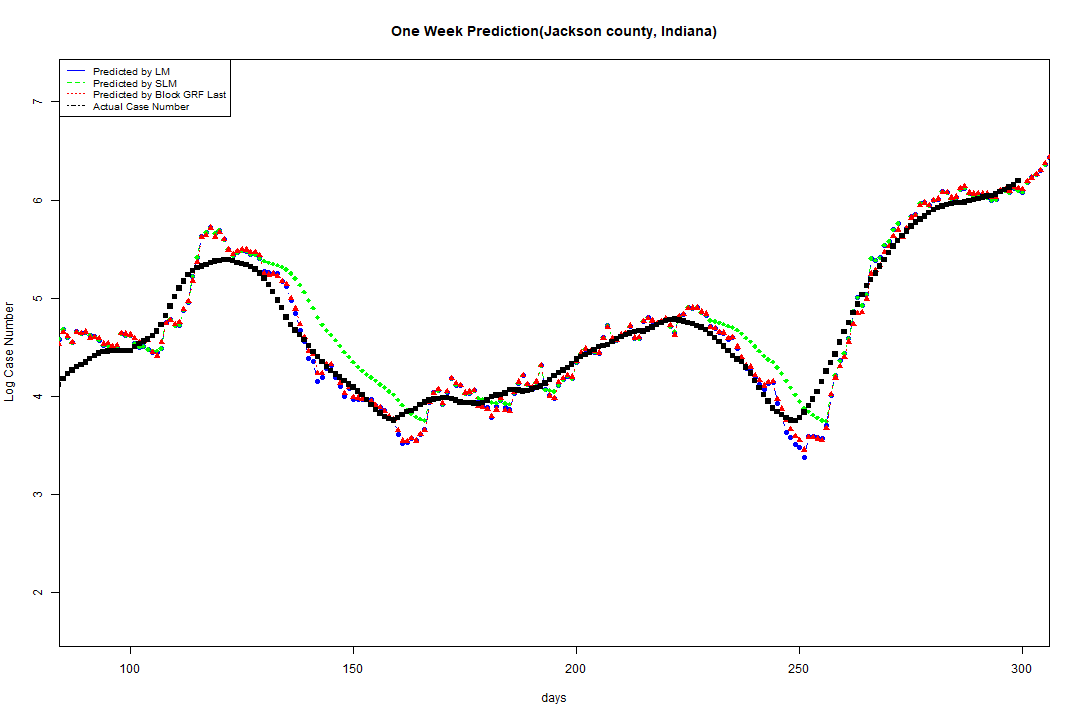 One Week Prediction(Jackson county, Indiana)
Predicted by LM
Predicted by SLM
Predicted by Block GRF Last
Actual Case Number
Log Case Number
7
6
5
4
3
2
100 150 200 250 300
days